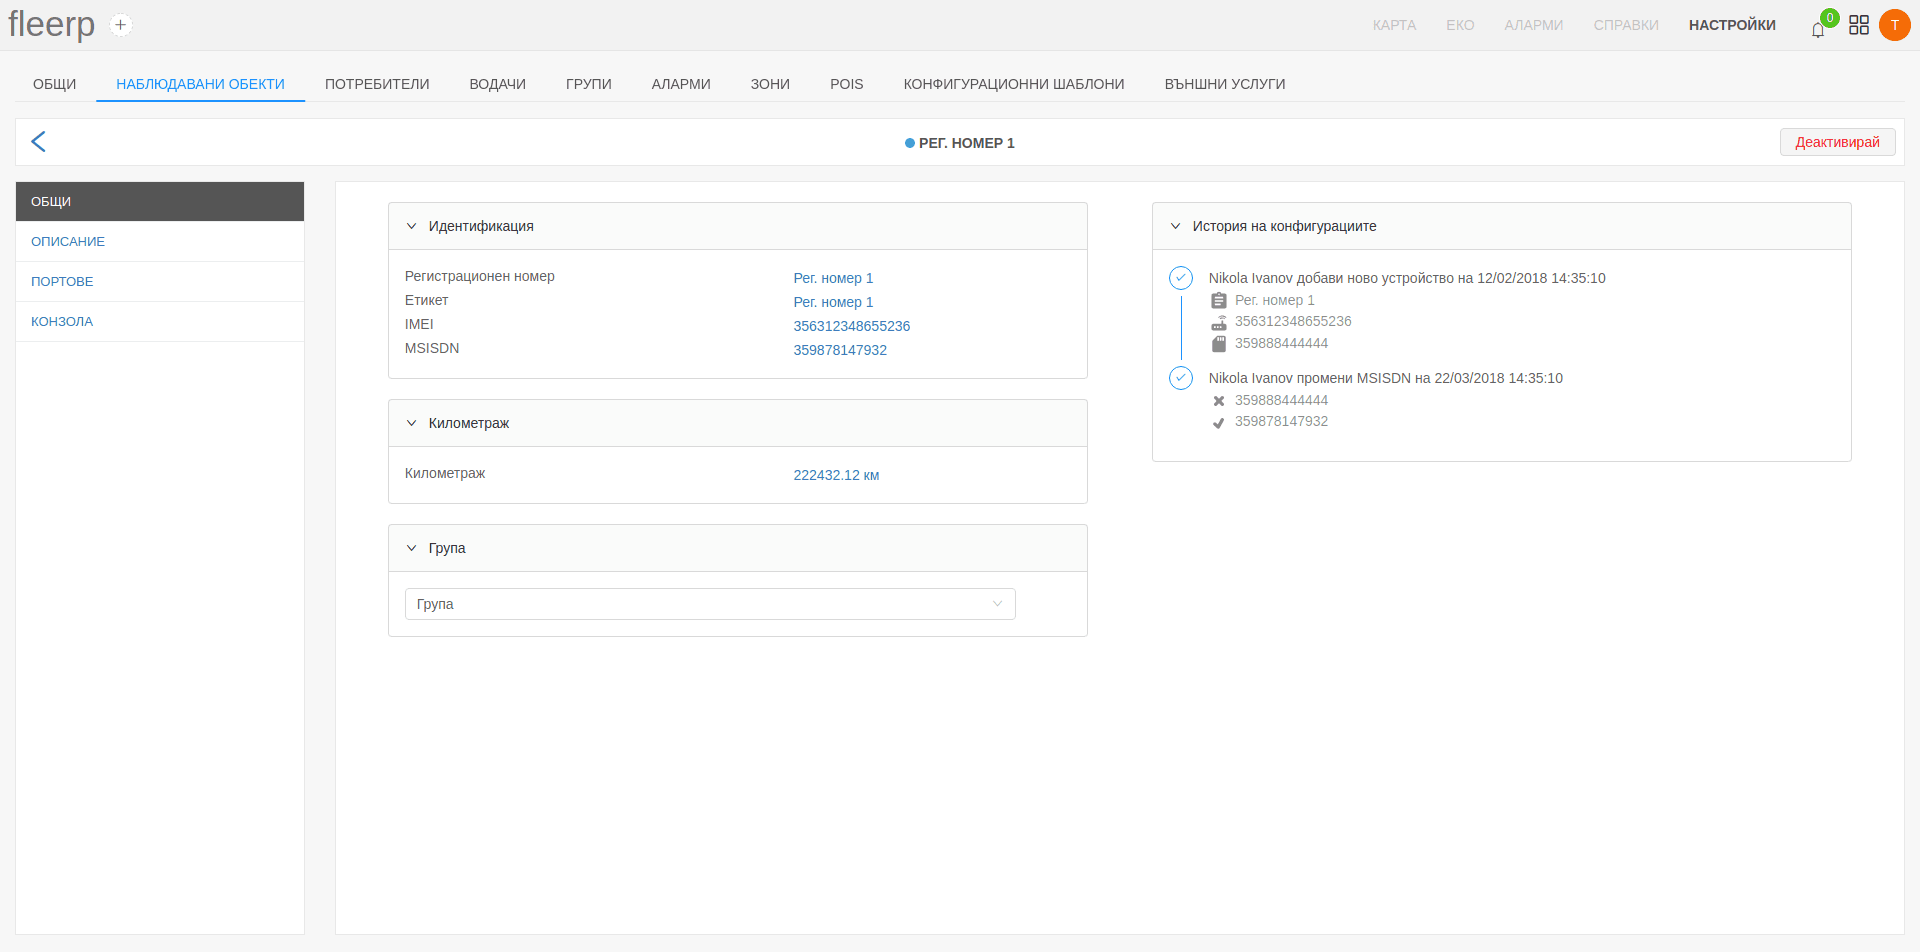 fleerp
КАРТА ЕКО АЛАРМИ СПРАВКИ НАСТРОЙКИ 0 T
ОБЩИ НАБЛЮДАВАНИ ОБЕКТИ ПОТРЕБИТЕЛИ ВОДАЧИ ГРУПИ АЛАРМИ ЗОНИ POIS КОНФИГУРАЦИОННИ ШАБЛОНИ ВЪНШНИ УСЛУГИ
РЕГ. НОМЕР 1
Деактивирай
ОБЩИ
ОПИСАНИЕ
ПОРТОВЕ
КОНЗОЛА
Идентификация
Регистрационен номер Рег. номер 1
Етикет Рег. номер 1
IMEI 356312348655236
MSISDN 359878147932
Километраж
Километраж 222432.12 км
Група
Група
История на конфигурациите
Nikola Ivanov добави ново устройство на 12/02/2018 14:35:10
Рег. номер 1
356312348655236
359888444444
Nikola Ivanov промени MSISDN на 22/03/2018 14:35:10
359888444444
359878147932